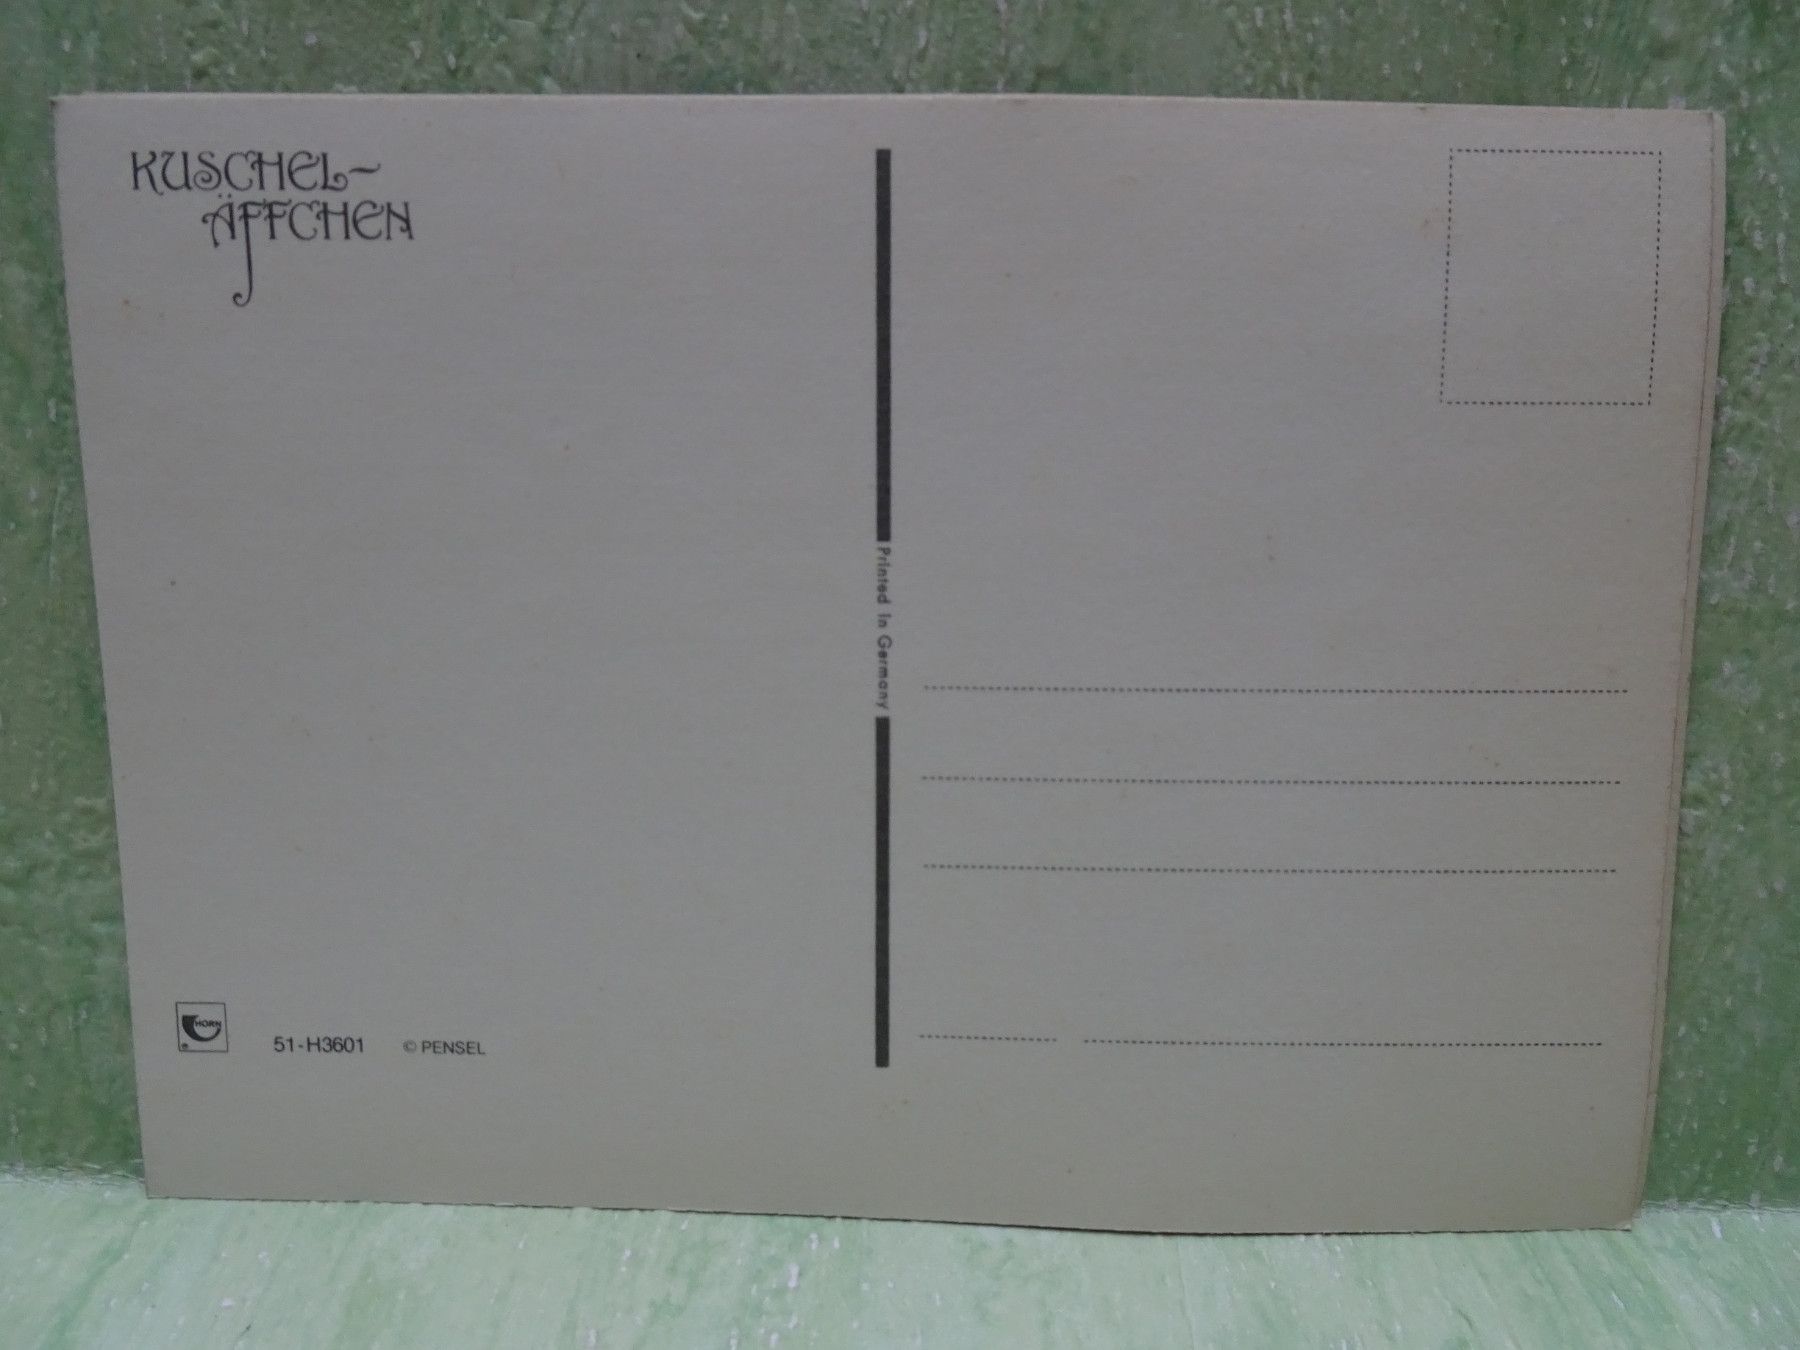 KUSCHEL-
ÄFFCHEN
Printed in Germany
HORN
51-H3601 © PENSEL